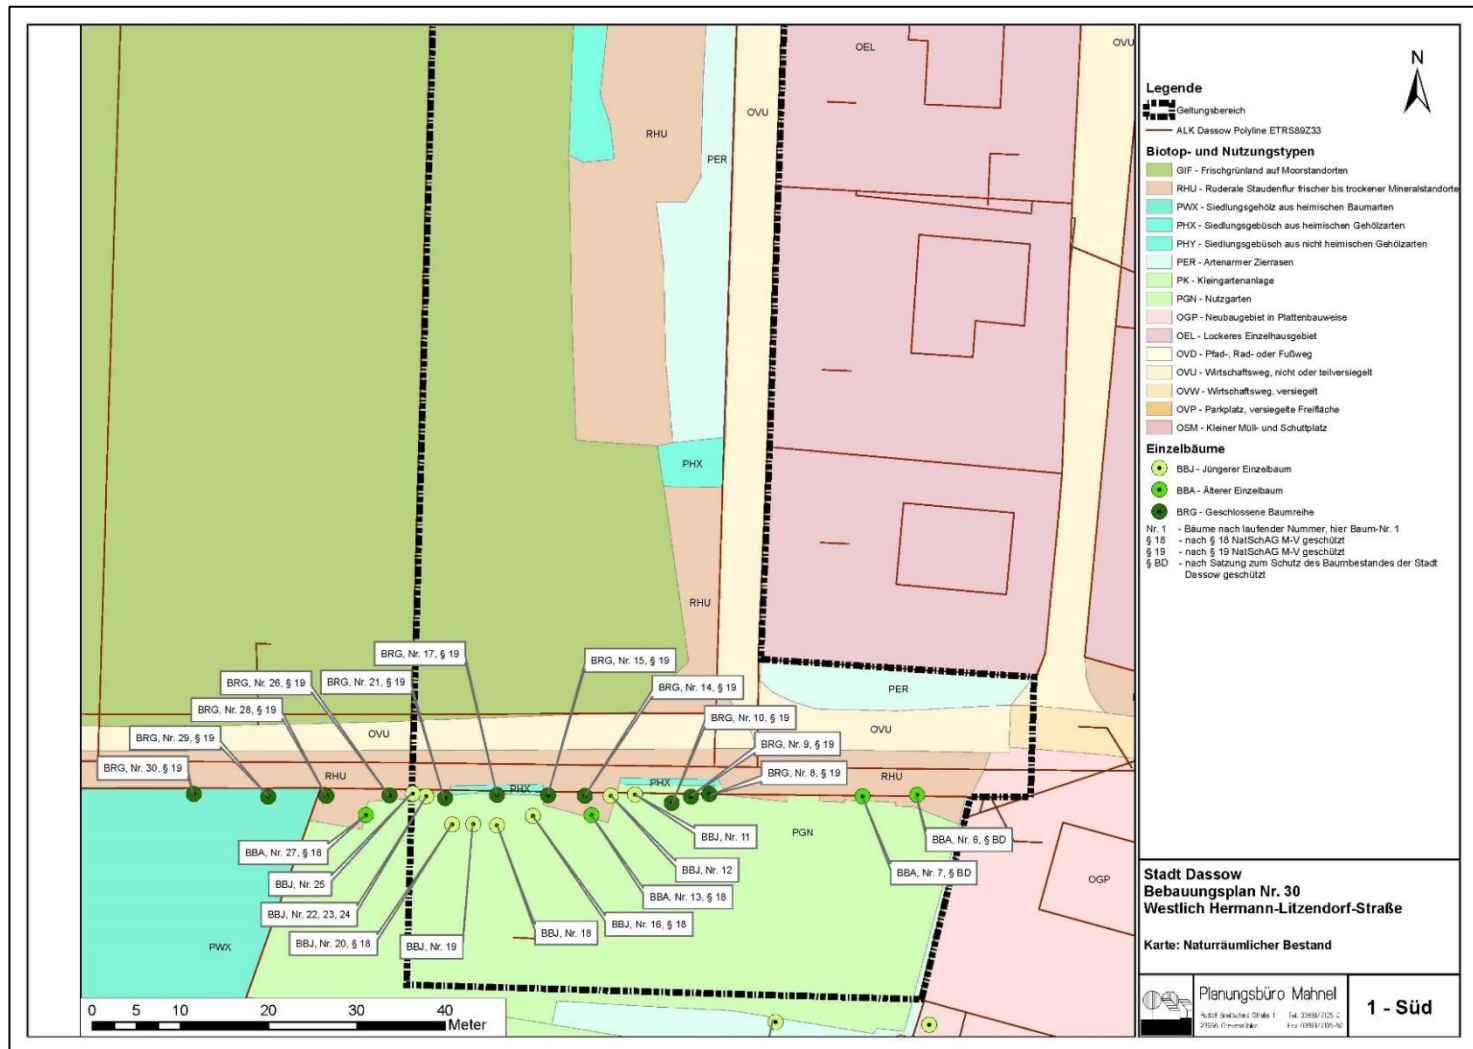 OEL
OVU
N
OVU
RHU
PER
PHX
RHU
BRG, Nr. 17, § 19
BRG, Nr. 15, § 19
BRG, Nr. 26, § 19
BRG, Nr. 21, § 19
BRG, Nr. 14, § 19
BRG, Nr. 28, § 19
BRG, Nr. 10, § 19
BRG, Nr. 29, § 19
BRG, Nr. 9, § 19
BRG, Nr. 30, § 19
BRG, Nr. 8, § 19
PER
OVU
OVU
RHU
PHX
PHX
RHU
PGN
BBJ, Nr. 11
BBA, Nr. 6, § BD
BBA, Nr. 27, § 18
BBJ, Nr. 12
BBA, Nr. 7, § BD
BBJ, Nr. 25
BBA, Nr. 13, § 18
OGP
BBJ, Nr. 22, 23, 24
BBJ, Nr. 16, § 18
BBJ, Nr. 20, § 18
BBJ, Nr. 19
BBJ, Nr. 18
PWX
0 5 10 20 30 40
Meter
Legende
Geltungsbereich
ALK Dassow Polyline ETRS89Z33
Biotop- und Nutzungstypen
GIF - Frischgrünland auf Moorstandorten
RHU - Ruderale Staudenflur frischer bis trockener Mineralstandorte
PWX - Siedlungsgehölz aus heimischen Baumarten
PHX - Siedlungsgebüsch aus heimischen Gehölzarten
PHY - Siedlungsgebüsch aus nicht heimischen Gehölzarten
PER - Artenarmer Zierrasen
PK - Kleingartenanlage
PGN - Nutzgarten
OGP - Neubaugebiet in Plattenbauweise
OEL - Lockeres Einzelhausgebiet
OVD - Pfad-, Rad- oder Fußweg
OVU - Wirtschaftsweg, nicht oder teilversiegelt
OVW - Wirtschaftsweg, versiegelt
OVP - Parkplatz, versiegelte Freifläche
OSM - Kleiner Müll- und Schuttplatz
Einzelbäume
BBJ - Jüngerer Einzelbaum
BBA - Älterer Einzelbaum
BRG - Geschlossene Baumreihe
Nr. 1 - Bäume nach laufender Nummer, hier Baum-Nr. 1
§ 18 - nach § 18 NatSchAG M-V geschützt
§ 19 - nach § 19 NatSchAG M-V geschützt
§ BD - nach Satzung zum Schutz des Baumbestandes der Stadt
Dassow geschützt
Stadt Dassow
Bebauungsplan Nr. 30
Westlich Hermann-Litzendorf-Straße
Karte: Naturräumlicher Bestand
Planungsbüro Mahnel
1 - Süd